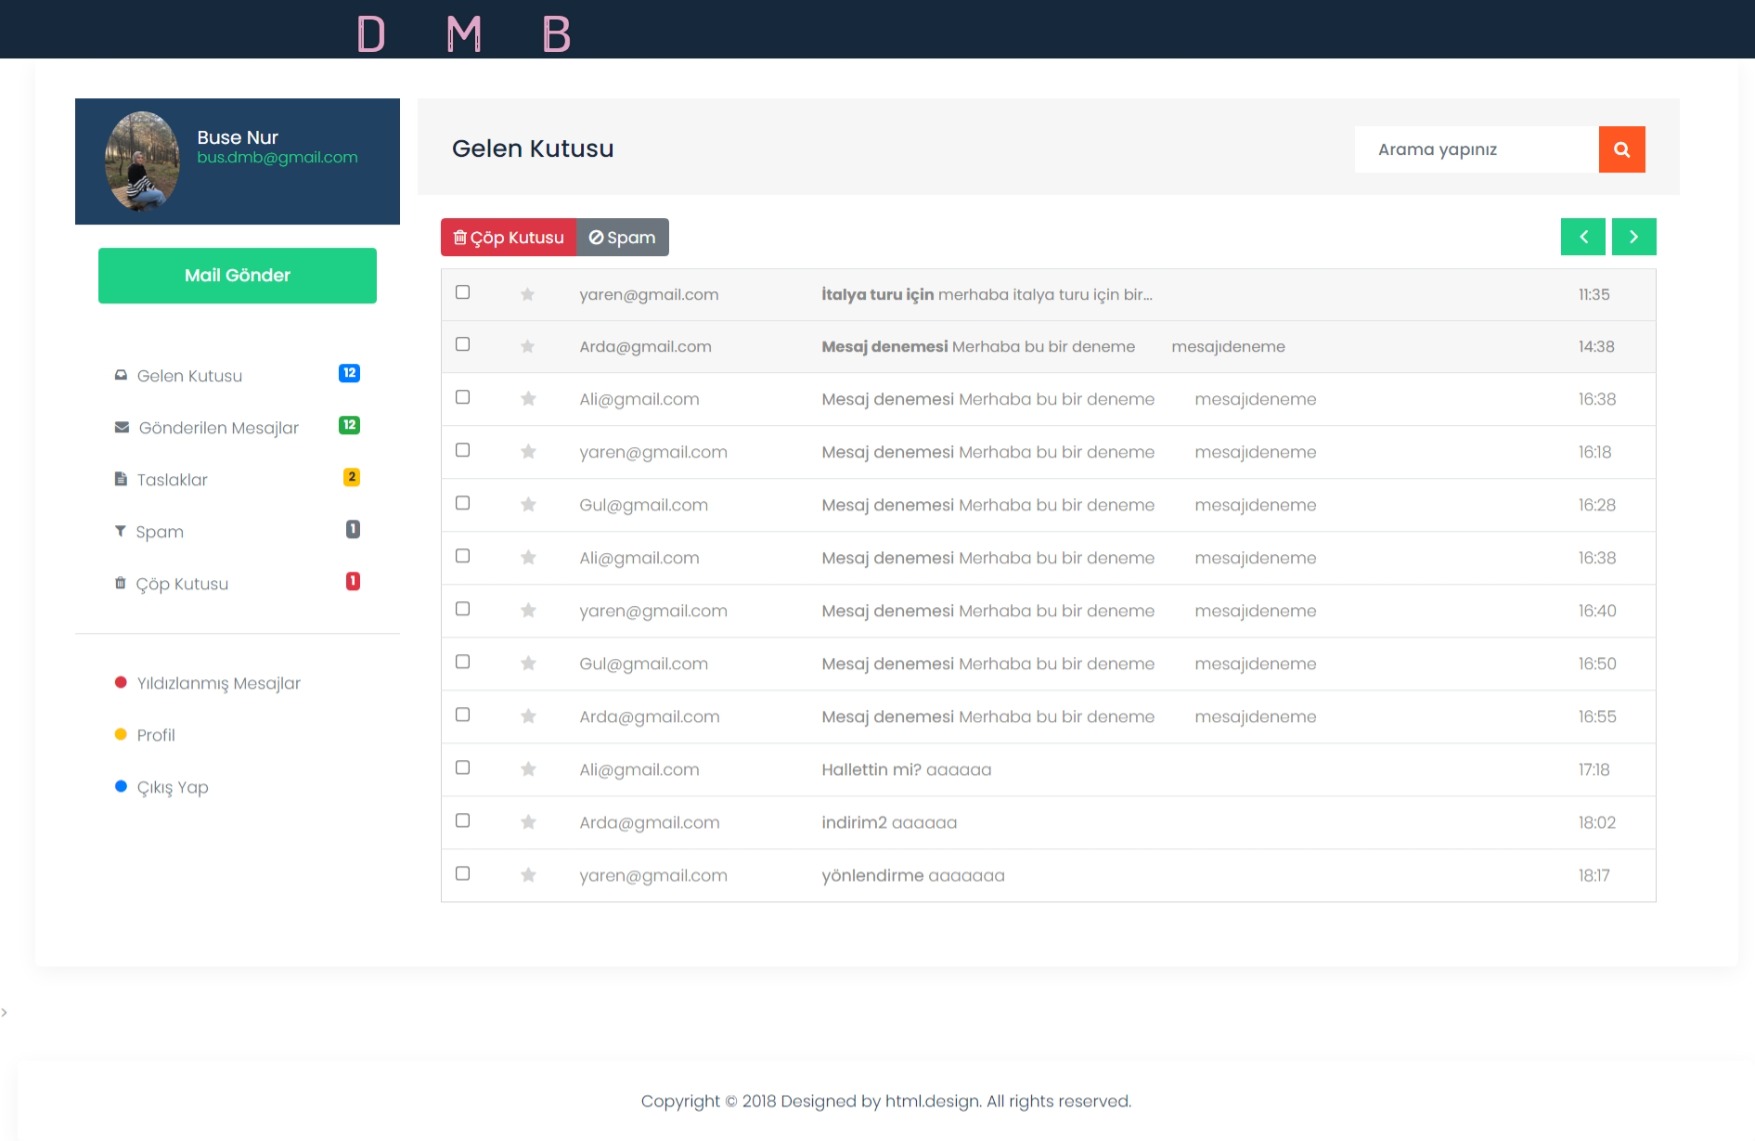 D M B
Buse Nur
bus.dmb@gmail.com
Mail Gönder
Gelen Kutusu 12
Gönderilen Mesajlar 12
Taslaklar 2
Spam 1
Çöp Kutusu 1
Yıldızlanmış Mesajlar
Profil
Çıkış Yap
Gelen Kutusu
Arama yapınız
Çöp Kutusu Spam
yaren@gmail.com İtalya turu için merhaba italya turu için bir... 11:35
Arda@gmail.com Mesaj denemesi Merhaba bu bir deneme mesajıdeneme 14:38
Ali@gmail.com Mesaj denemesi Merhaba bu bir deneme mesajıdeneme 16:38
yaren@gmail.com Mesaj denemesi Merhaba bu bir deneme mesajıdeneme 16:18
Gul@gmail.com Mesaj denemesi Merhaba bu bir deneme mesajıdeneme 16:28
Ali@gmail.com Mesaj denemesi Merhaba bu bir deneme mesajıdeneme 16:38
yaren@gmail.com Mesaj denemesi Merhaba bu bir deneme mesajıdeneme 16:40
Gul@gmail.com Mesaj denemesi Merhaba bu bir deneme mesajıdeneme 16:50
Arda@gmail.com Mesaj denemesi Merhaba bu bir deneme mesajıdeneme 16:55
Ali@gmail.com Hallettin mi? aaaaaa 17:18
Arda@gmail.com indirim2 aaaaaa 18:02
yaren@gmail.com yönlendirme aaaaaaa 18:17
>
Copyright © 2018 Designed by html.design. All rights reserved.